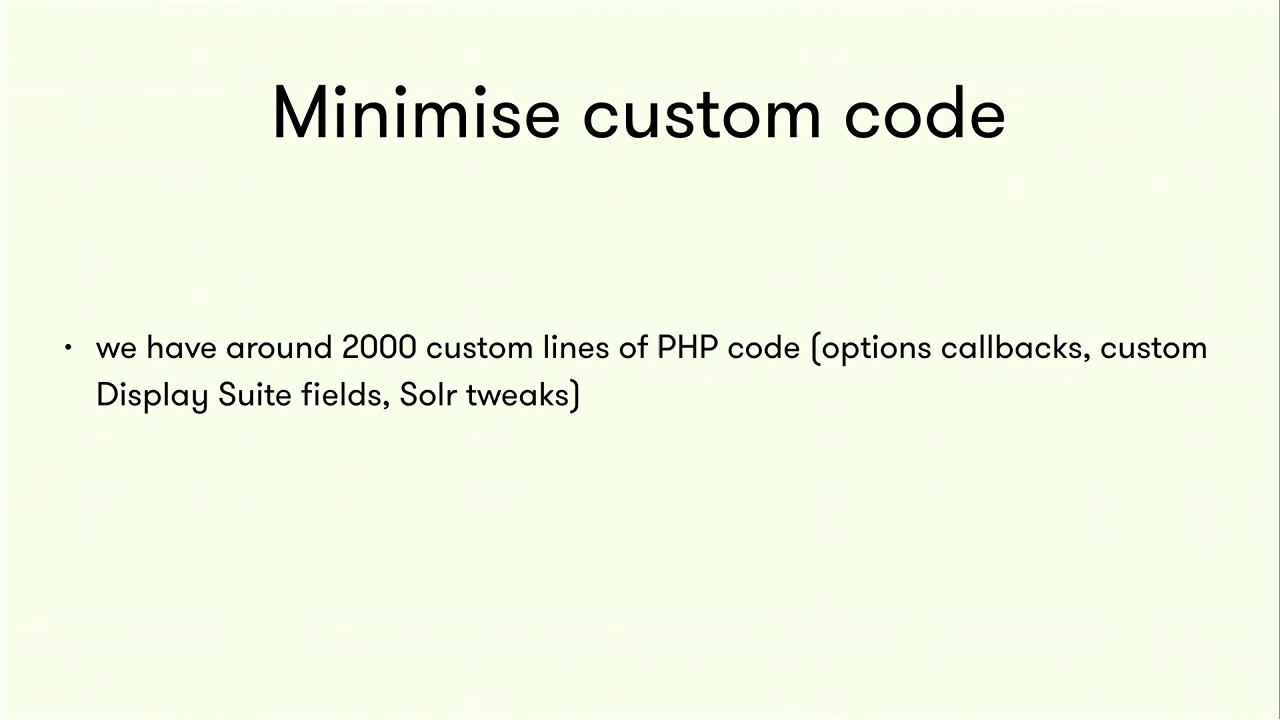 Minimise custom code
• we have around 2000 custom lines of PHP code (options callbacks, custom
Display Suite fields, Solr tweaks)